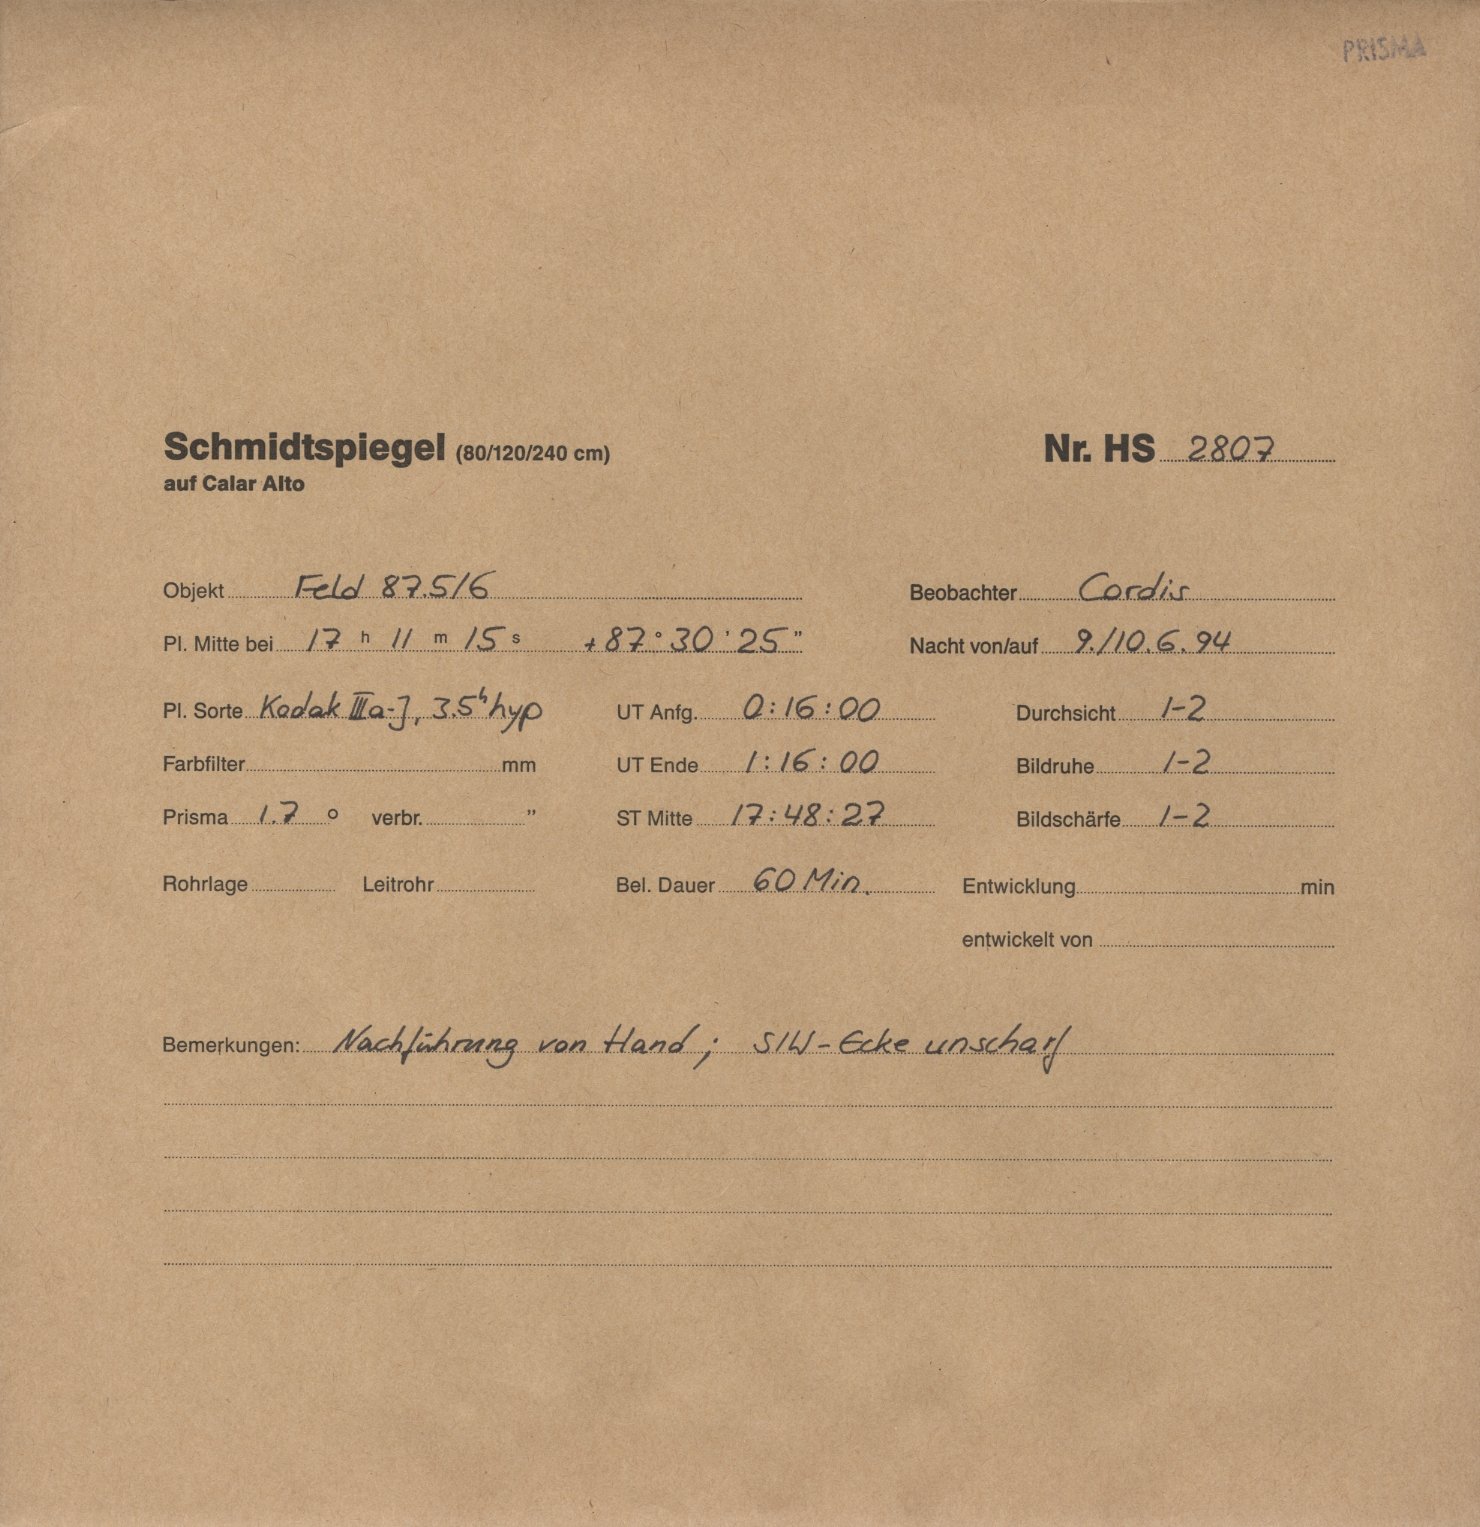 PRISMA
Schmidtspiegel (80/120/240 cm) Nr. HS 2807
auf Calar Alto
Objekt Feld 87.5/6 Beobachter Cordis
Pl. Mitte bei 17 h 11 m 15 s +87° 30' 25" Nacht von/auf 9./10.6.94
Pl. Sorte Kodak IIIa-J, 3.5h hyp UT Anfg. 0:16:00 Durchsicht 1-2
Farbfilter mm UT Ende 1:16:00 Bildruhe 1-2
Prisma 1.7 ° verbr. " ST Mitte 17:48:27 Bildschärfe 1-2
Rohrlage Leitrohr Bel. Dauer 60 Min. Entwicklung min
entwickelt von
Bemerkungen: Nachführung von Hand; S/W-Ecke unscharf